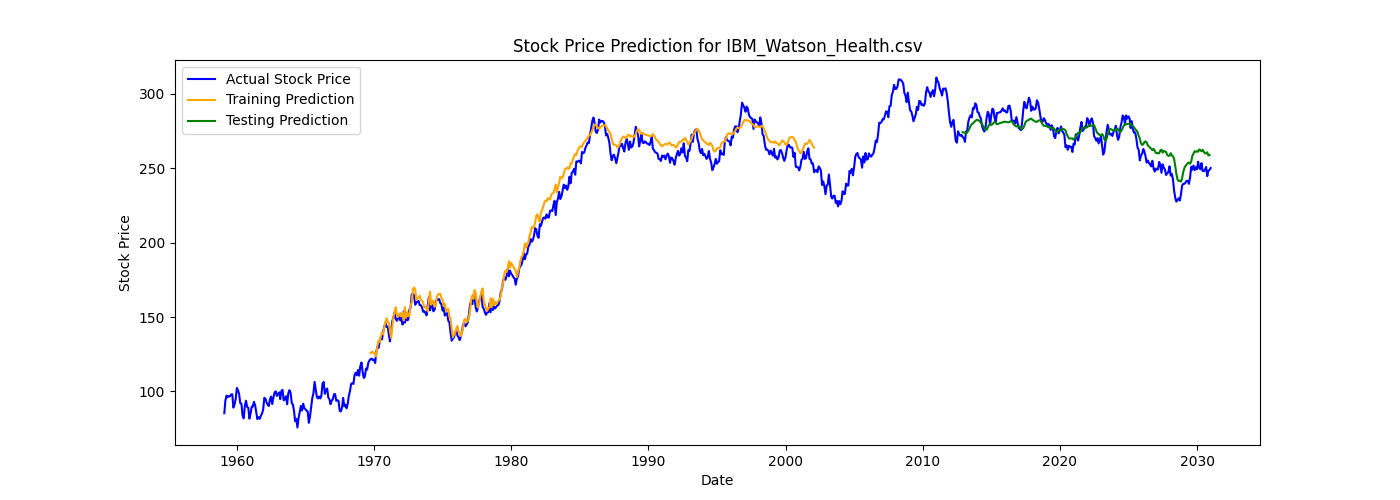 Stock Price Prediction for IBM_Watson_Health.csv
Actual Stock Price
Training Prediction
Testing Prediction
300
250
200
150
100
Stock Price
1960
1970
1980
1990
2000
2010
2020
2030
Date